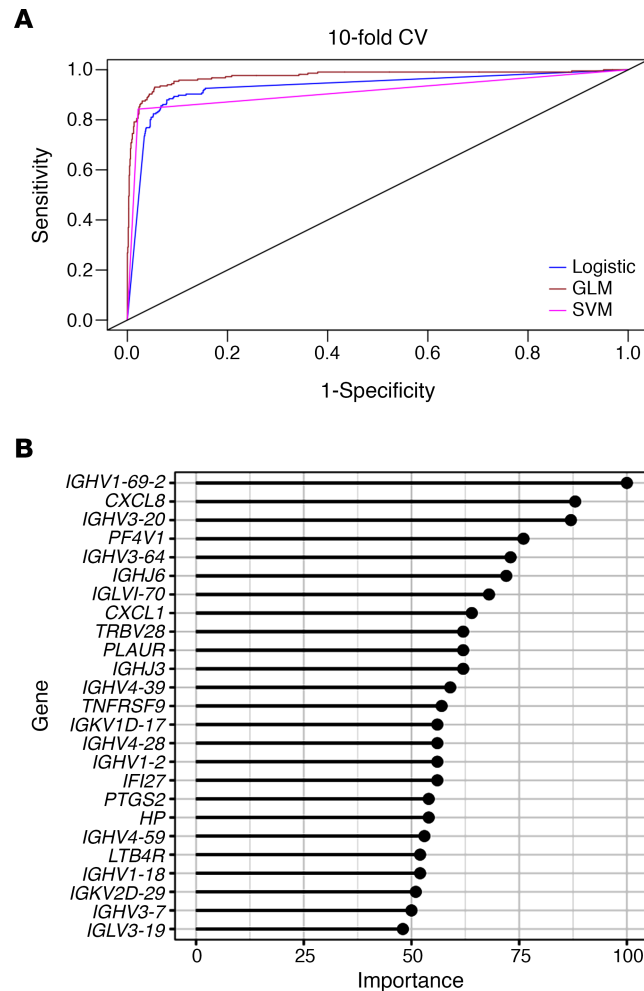 A
10-fold CV
1.0
0.8
0.6
0.4
0.2
0.0
Sensitivity
Logistic
GLM
SVM
0.0 0.2 0.4 0.6 0.8 1.0
1-Specificity
B
Gene
IGHV1-69-2
CXCL8
IGHV3-20
PF4V1
IGHV3-64
IGHJ6
IGLVI-70
CXCL1
TRBV28
PLAUR
IGHJ3
IGHV4-39
TNFRSF9
IGKV1D-17
IGHV4-28
IGHV1-2
IFI27
PTGS2
HP
IGHV4-59
LTB4R
IGHV1-18
IGKV2D-29
IGHV3-7
IGLV3-19
0 25 50 75 100
Importance